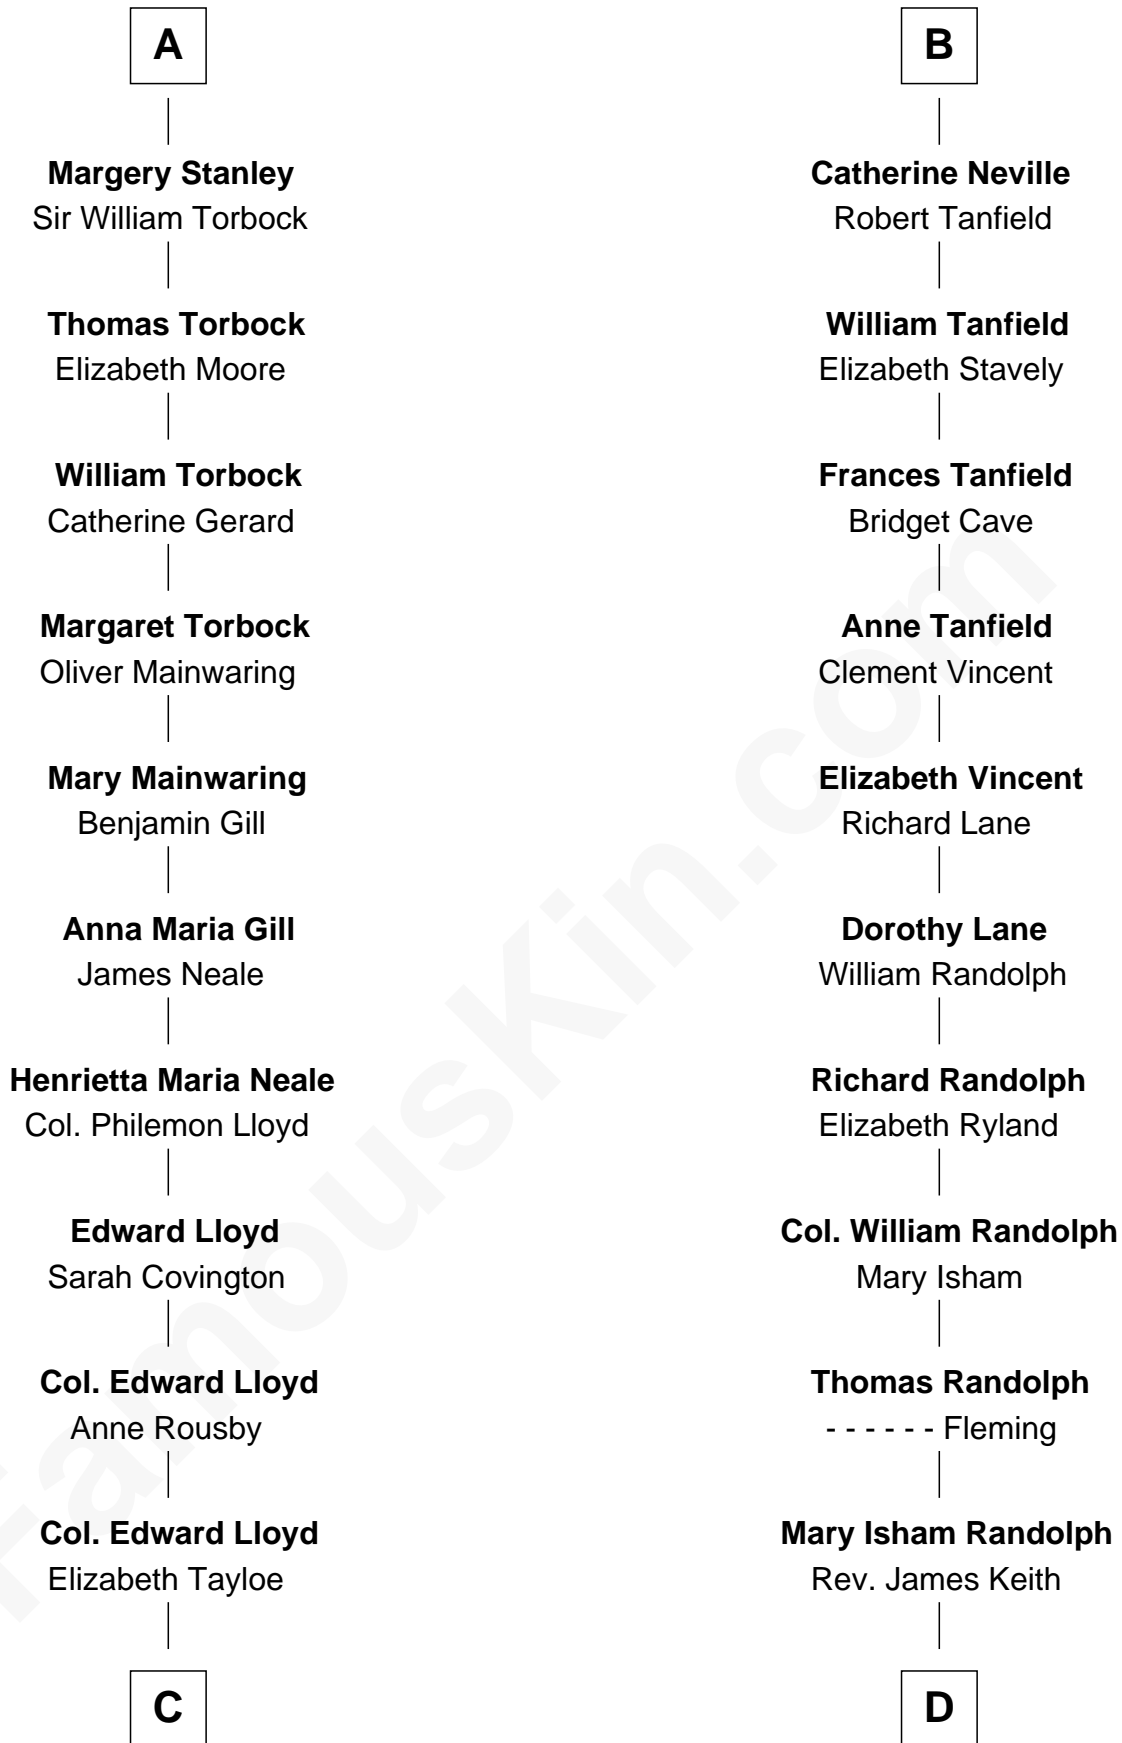 A
Margery Stanley
Sir William Torbock
Thomas Torbock
Elizabeth Moore
William Torbock
Catherine Gerard
Margaret Torbock
Oliver Mainwaring
Mary Mainwaring
Benjamin Gill
Anna Maria Gill
James Neale
Henrietta Maria Neale
Col. Philemon Lloyd
Edward Lloyd
Sarah Covington
Col. Edward Lloyd
Anne Rousby
Col. Edward Lloyd
Elizabeth Tayloe
C
B
Catherine Neville
Robert Tanfield
William Tanfield
Elizabeth Stavely
Frances Tanfield
Bridget Cave
Anne Tanfield
Clement Vincent
Elizabeth Vincent
Richard Lane
Dorothy Lane
William Randolph
Richard Randolph
Elizabeth Ryland
Col. William Randolph
Mary Isham
Thomas Randolph
- - - - - - Fleming
Mary Isham Randolph
Rev. James Keith
D
FamousKin.com